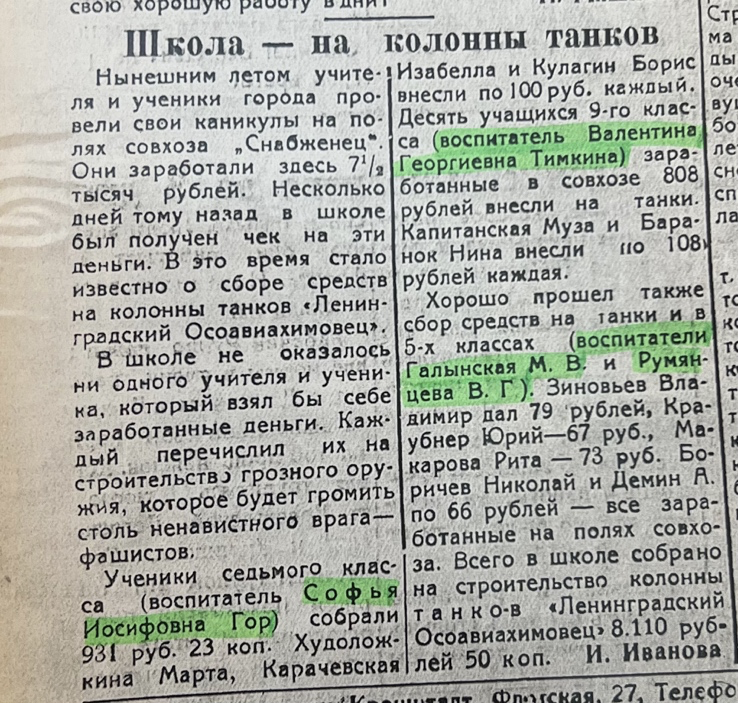 свою хорошую работу в дни
Школа — на колонны танков
Нынешним летом учите-
ля и ученики города про-
вели свои каникулы на по-
лях совхоза „Снабженец".
Они заработали здесь 7 1/2
тысяч рублей. Несколько
дней тому назад в школе
был получен чек на эти
деньги. В это время стало
известно о сборе средств
на колонны танков «Ленин-
градский Осоавиахимовец».
В школе не оказалось
ни одного учителя и учени-
ка, который взял бы себе
заработанные деньги. Каж-
дый перечислил их на
строительство грозного ору-
жия, которое будет громить
столь ненавистного врага—
фашистов.
Ученики седьмого клас-
са (воспитатель Софья
Иосифовна Гор) собрали
931 руб. 23 коп. Художож-
кина Марта, Карачевская
Изабелла и Кулагин Борис
внесли по 100 руб. каждый.
Десять учащихся 9-го клас-
са (воспитатель Валентина
Георгиевна Тимкина) зара-
ботанные в совхозе 808
рублей внесли на танки.
Капитанская Муза и Бара-
нок Нина внесли по 108
рублей каждая.
Хорошо прошел также
сбор средств на танки и в
5-х классах (воспитатели
Галынская М. В. и Румян-
цева В. Г). Зиновьев Вла-
димир дал 79 рублей, Кра-
убнер Юрий—67 руб., Ма-
карова Рита — 73 руб. Бо-
ричев Николай и Демин А.
по 66 рублей — все зара-
ботанные на полях совхо-
за. Всего в школе собрано
на строительство колонны
танков «Ленинградский
Осоавиахимовец» 8.110 руб-
лей 50 коп. И. Иванова
Кронштадт, Флотская, 27, Телефо